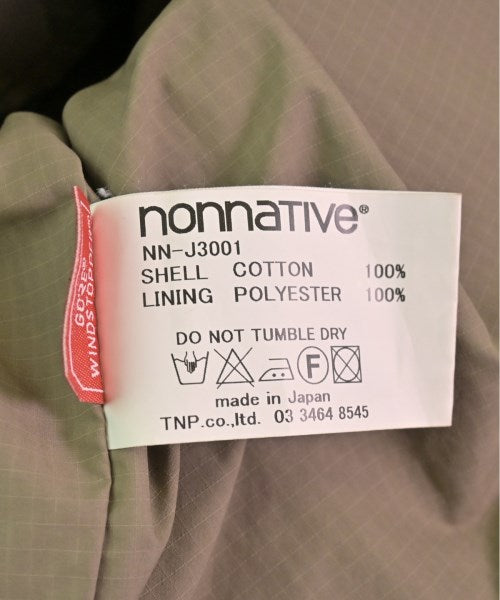 nonnaTive®
NN-J3001
SHELL COTTON 100%
LINING POLYESTER 100%
DO NOT TUMBLE DRY
F
made in Japan
TNP.co.,ltd. 03 3464 8545
GORE
WINDSTOPPER